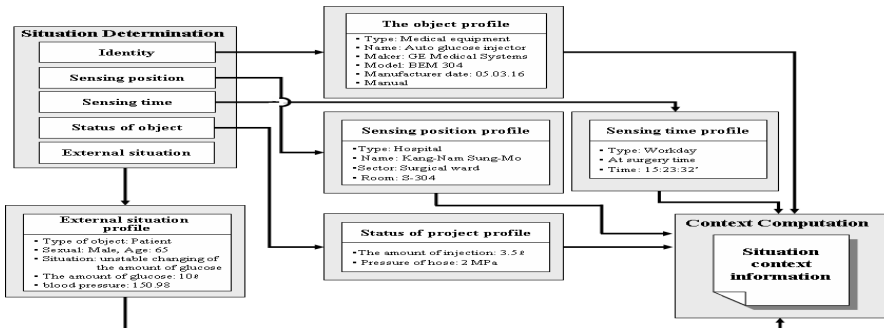 Situation Determination
Identity
Sensing position
Sensing time
Status of object
External situation
The object profile
• Type: Medical equipment
• Name: Auto glucose injector
• Maker: GE Medical Systems
• Model: BEM 304
• Manufacturer date: 05.03.16
• Manual
Sensing position profile
•Type: Hospital
• Name: Kang-Nam Sung-Mo
•Sector: Surgical ward
• Room: S-304
Sensing time profile
• Type: Workday
• At surgery time
• Time: 15:23:32'
External situation
profile
• Type of object: Patient
• Sexual: Male, Age: 65
• Situation: unstable changing of
the amount of glucose
• The amount of glucose: 10ℓ
• blood pressure: 150.98
Status of project profile
•The amount of injection: 3.5ℓ
• Pressure of hose: 2 MPa
Context Computation
Situation
context
information